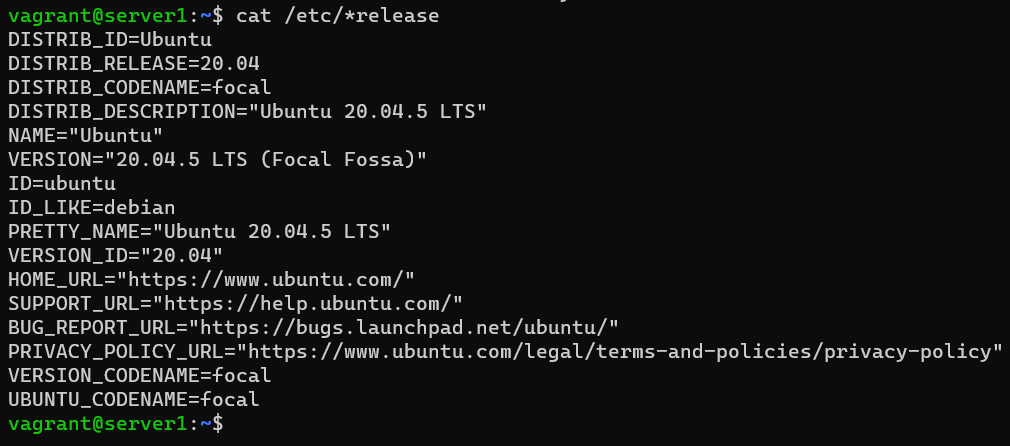 vagrant@server1:~$ cat /etc/*release
DISTRIB_ID=Ubuntu
DISTRIB_RELEASE=20.04
DISTRIB_CODENAME=focal
DISTRIB_DESCRIPTION="Ubuntu 20.04.5 LTS"
NAME="Ubuntu"
VERSION="20.04.5 LTS (Focal Fossa)"
ID=ubuntu
ID_LIKE=debian
PRETTY_NAME="Ubuntu 20.04.5 LTS"
VERSION_ID="20.04"
HOME_URL="https://www.ubuntu.com/"
SUPPORT_URL="https://help.ubuntu.com/"
BUG_REPORT_URL="https://bugs.launchpad.net/ubuntu/"
PRIVACY_POLICY_URL="https://www.ubuntu.com/legal/terms-and-policies/privacy-policy"
VERSION_CODENAME=focal
UBUNTU_CODENAME=focal
vagrant@server1:~$